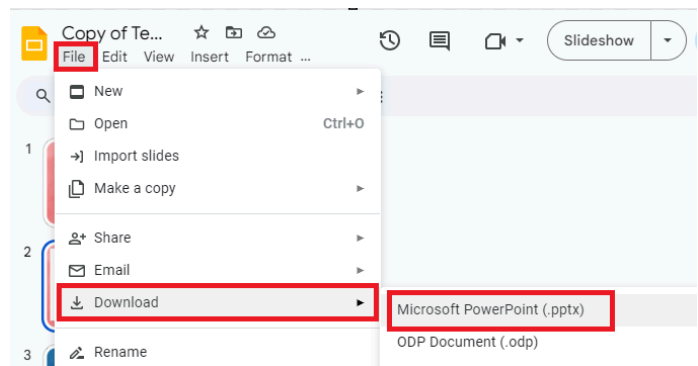 Copy of Te...
File Edit View Insert Format ...
Slideshow
New
Open Ctrl+O
1
Import slides
Make a copy
Share
2
Email
Download
Microsoft PowerPoint (.pptx)
ODP Document (.odp)
3
Rename